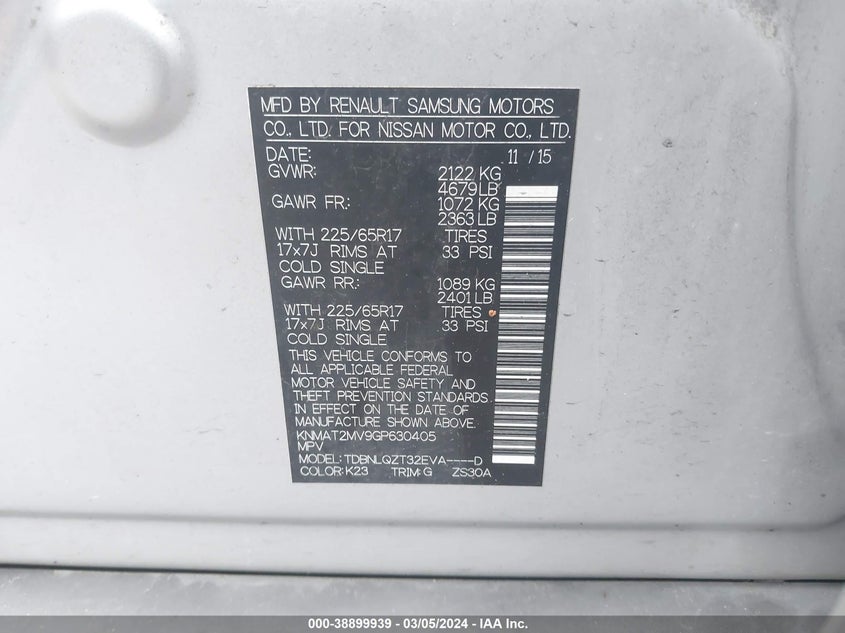 MFD BY RENAULT SAMSUNG MOTORS
CO., LTD. FOR NISSAN MOTOR CO., LTD.
DATE: 11 / 15
GVWR: 2122 KG
4679 LB
GAWR FR: 1072 KG
2363 LB
WITH 225/65R17 TIRES
17x7J RIMS AT 33 PSI
COLD SINGLE
GAWR RR: 1089 KG
2401 LB
WITH 225/65R17 TIRES
17x7J RIMS AT 33 PSI
COLD SINGLE
THIS VEHICLE CONFORMS TO
ALL APPLICABLE FEDERAL
MOTOR VEHICLE SAFETY AND
THEFT PREVENTION STANDARDS
IN EFFECT ON THE DATE OF
MANUFACTURE SHOWN ABOVE.
KNMAT2MV9GP630405
MPV
MODEL: TDBNLQZT32EVA----D
COLOR: K23 TRIM: G ZS30A
000-38899939 - 03/05/2024 - IAA Inc.